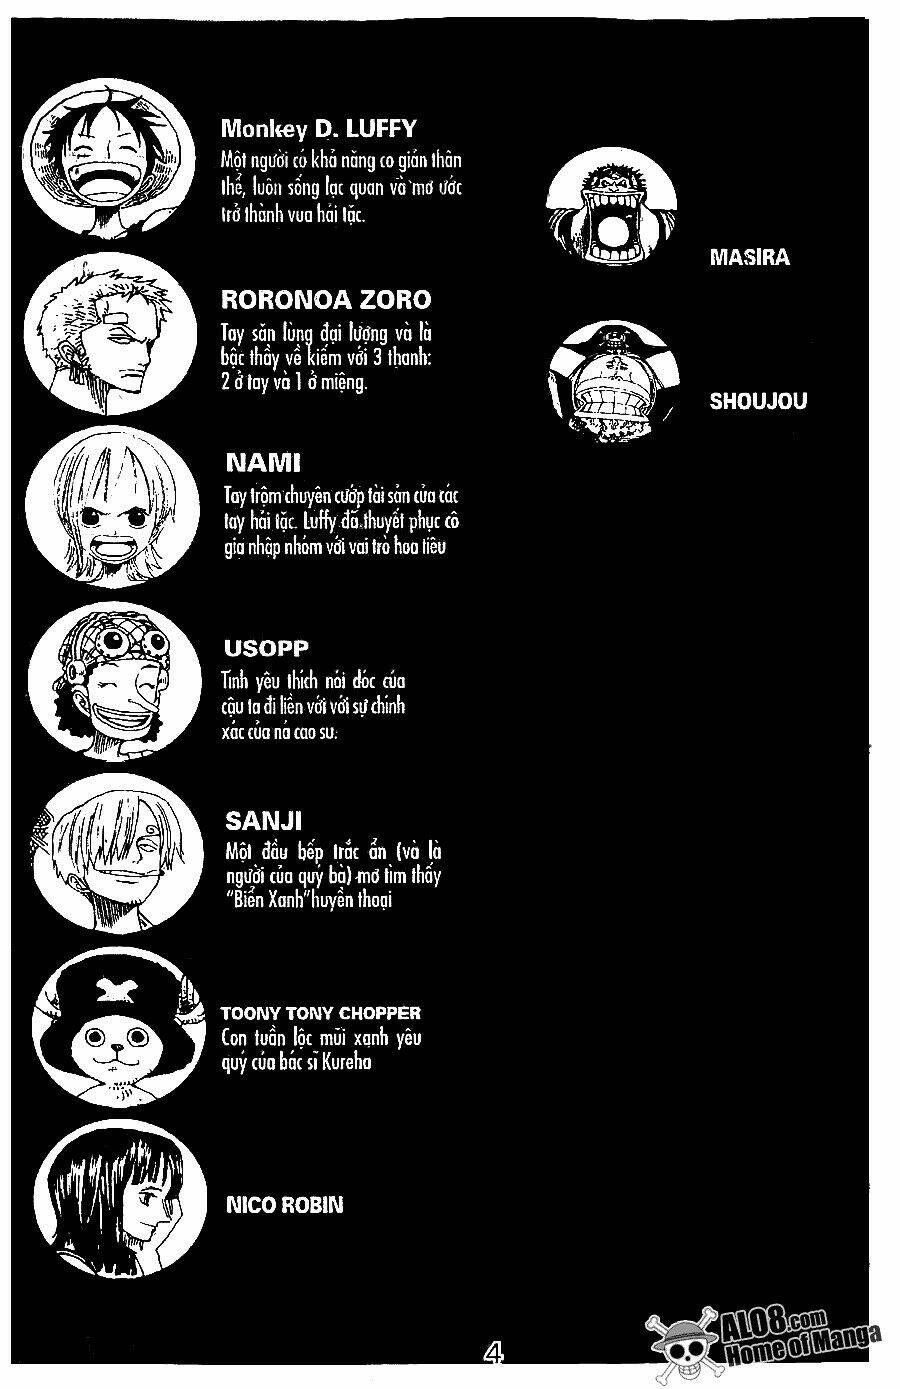 Monkey D. LUFFY
Một người có khả năng co giãn thân
thể, luôn sống lạc quan và mơ ước
trở thành vua hải tặc.
RORONOA ZORO
Tay săn lùng đại lượng và là
bậc thầy về kiếm với 3 thanh:
2 ở tay và 1 ở miệng.
NAMI
Tay trộm chuyên cướp tài sản của các
tay hải tặc. Luffy đã thuyết phục cô
gia nhập nhóm với vai trò hoa tiêu
USOPP
Tình yêu thích nói dóc của
cậu ta đi liền với với sự chính
xác của ná cao su.
SANJI
Một đầu bếp trắc ẩn (và là
người của quý bà) mơ tìm thấy
"Biển Xanh"huyền thoại
TOONY TONY CHOPPER
Con tuần lộc mũi xanh yêu
quý của bác sĩ Kureha
NICO ROBIN
MASIRA
SHOUJOU
4
ALO8.com
Home of Manga